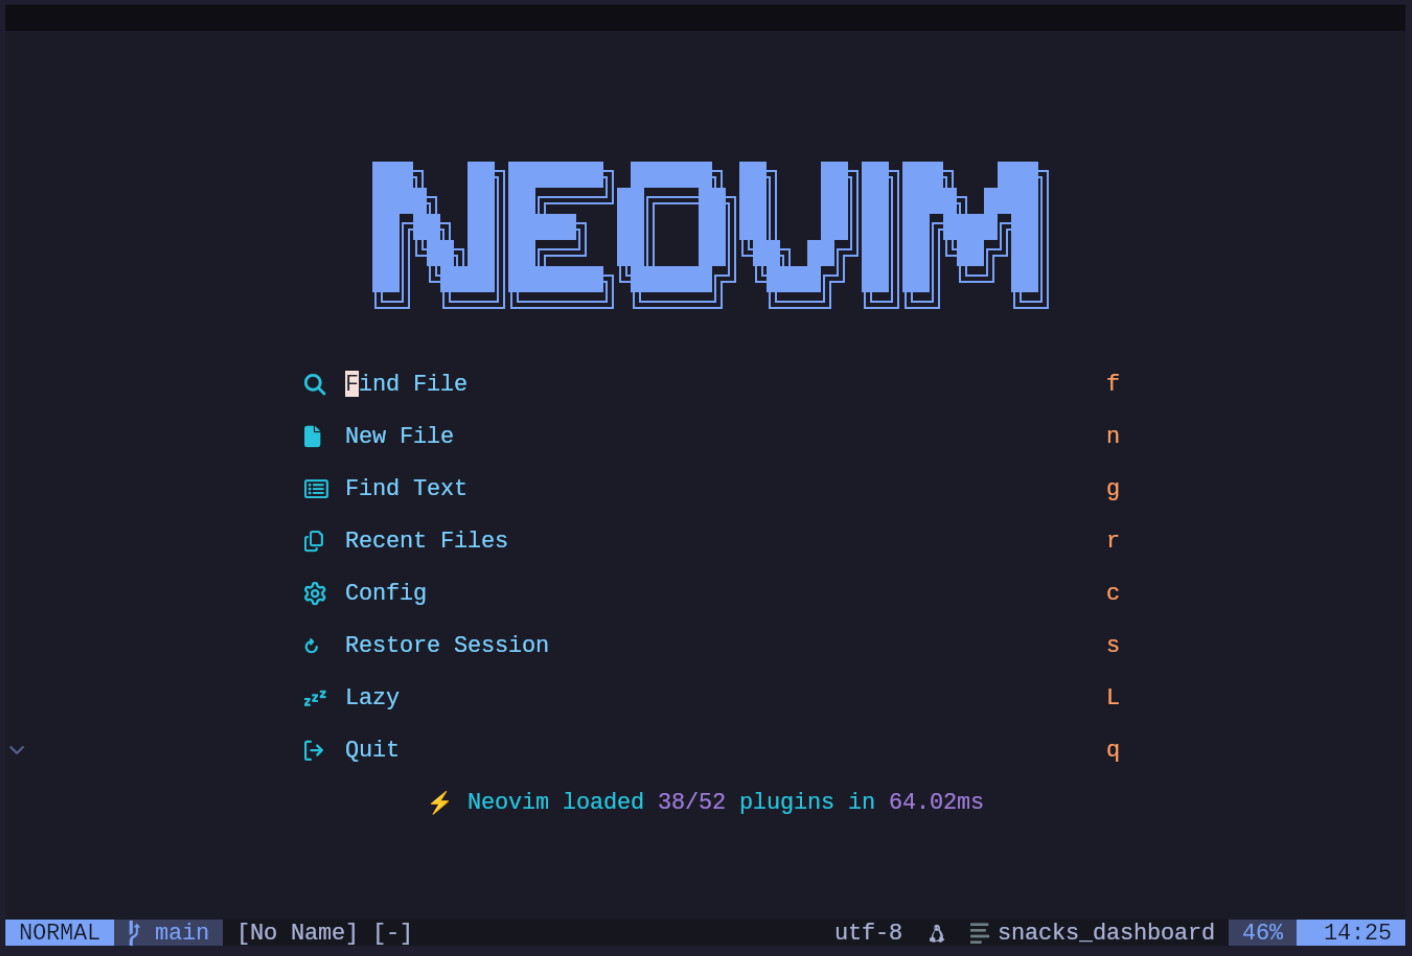 NEOVIM
Find File f
New File n
Find Text g
Recent Files r
Config c
Restore Session s
zzz Lazy L
Quit q
⚡ Neovim loaded 38/52 plugins in 64.02ms
NORMAL main [No Name] [-] utf-8 snacks_dashboard 46% 14:25